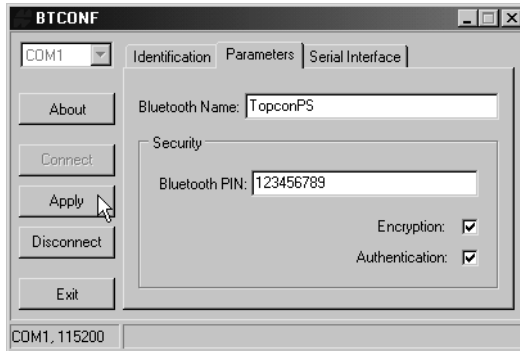 BTCONF
COM1
Identification Parameters Serial Interface
About
Bluetooth Name: TopconPS
Connect
Security
Bluetooth PIN: 123456789
Apply
Encryption:
Disconnect
Authentication:
Exit
COM1, 115200